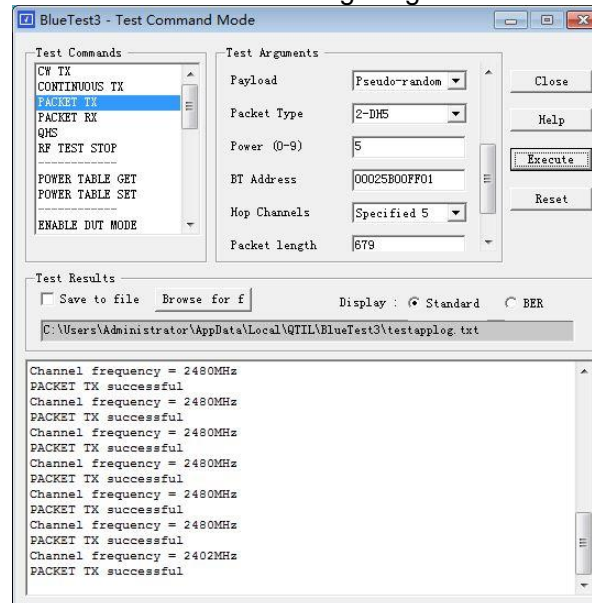 BlueTest3 - Test Command Mode
Test Commands
CW TX
CONTINUOUS TX
PACKET TX
PACKET RX
QHS
RF TEST STOP
------------
POWER TABLE GET
POWER TABLE SET
------------
ENABLE DUT MODE
Test Arguments
Payload Pseudo-random
Packet Type 2-DH5
Power (0-9) 5
BT Address 00025B00FF01
Hop Channels Specified 5
Packet length 679
Close
Help
Execute
Reset
Test Results
Save to file Browse for f Display : Standard BER
C:\Users\Administrator\AppData\Local\QTIL\BlueTest3\testapplog.txt
Channel frequency = 2480MHz
PACKET TX successful
Channel frequency = 2480MHz
PACKET TX successful
Channel frequency = 2480MHz
PACKET TX successful
Channel frequency = 2480MHz
PACKET TX successful
Channel frequency = 2480MHz
PACKET TX successful
Channel frequency = 2480MHz
PACKET TX successful
Channel frequency = 2402MHz
PACKET TX successful